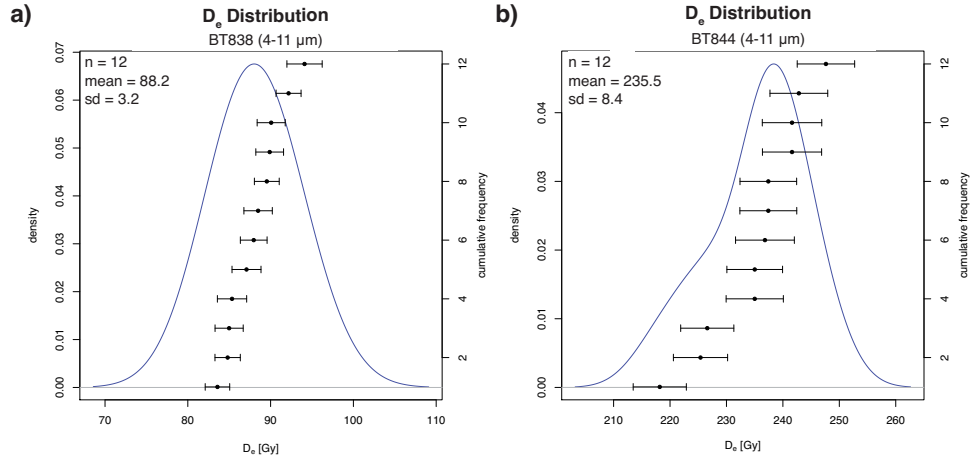 a)
D_e Distribution
BT838 (4-11 µm)
n = 12
mean = 88.2
sd = 3.2
density
0.00
0.01
0.02
0.03
0.04
0.05
0.06
0.07
cumulative frequency
2
4
6
8
10
12
70
80
90
100
110
D_e [Gy]
b)
D_e Distribution
BT844 (4-11 µm)
n = 12
mean = 235.5
sd = 8.4
density
0.00
0.01
0.02
0.03
0.04
cumulative frequency
2
4
6
8
10
12
210
220
230
240
250
260
D_e [Gy]